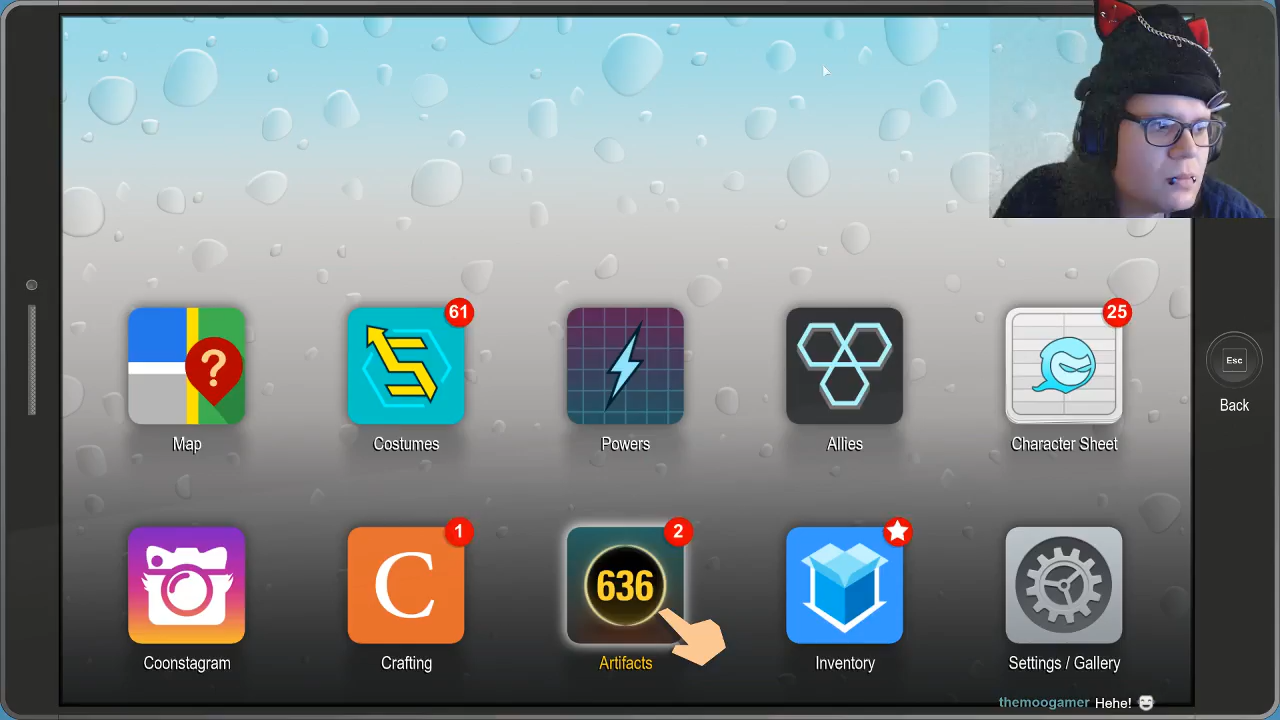 61
25
?
Map
Costumes
Powers
Allies
Character Sheet
Esc
Back
1
2
C
636
Coonstagram
Crafting
Artifacts
Inventory
Settings / Gallery
themoogamer Hehe!